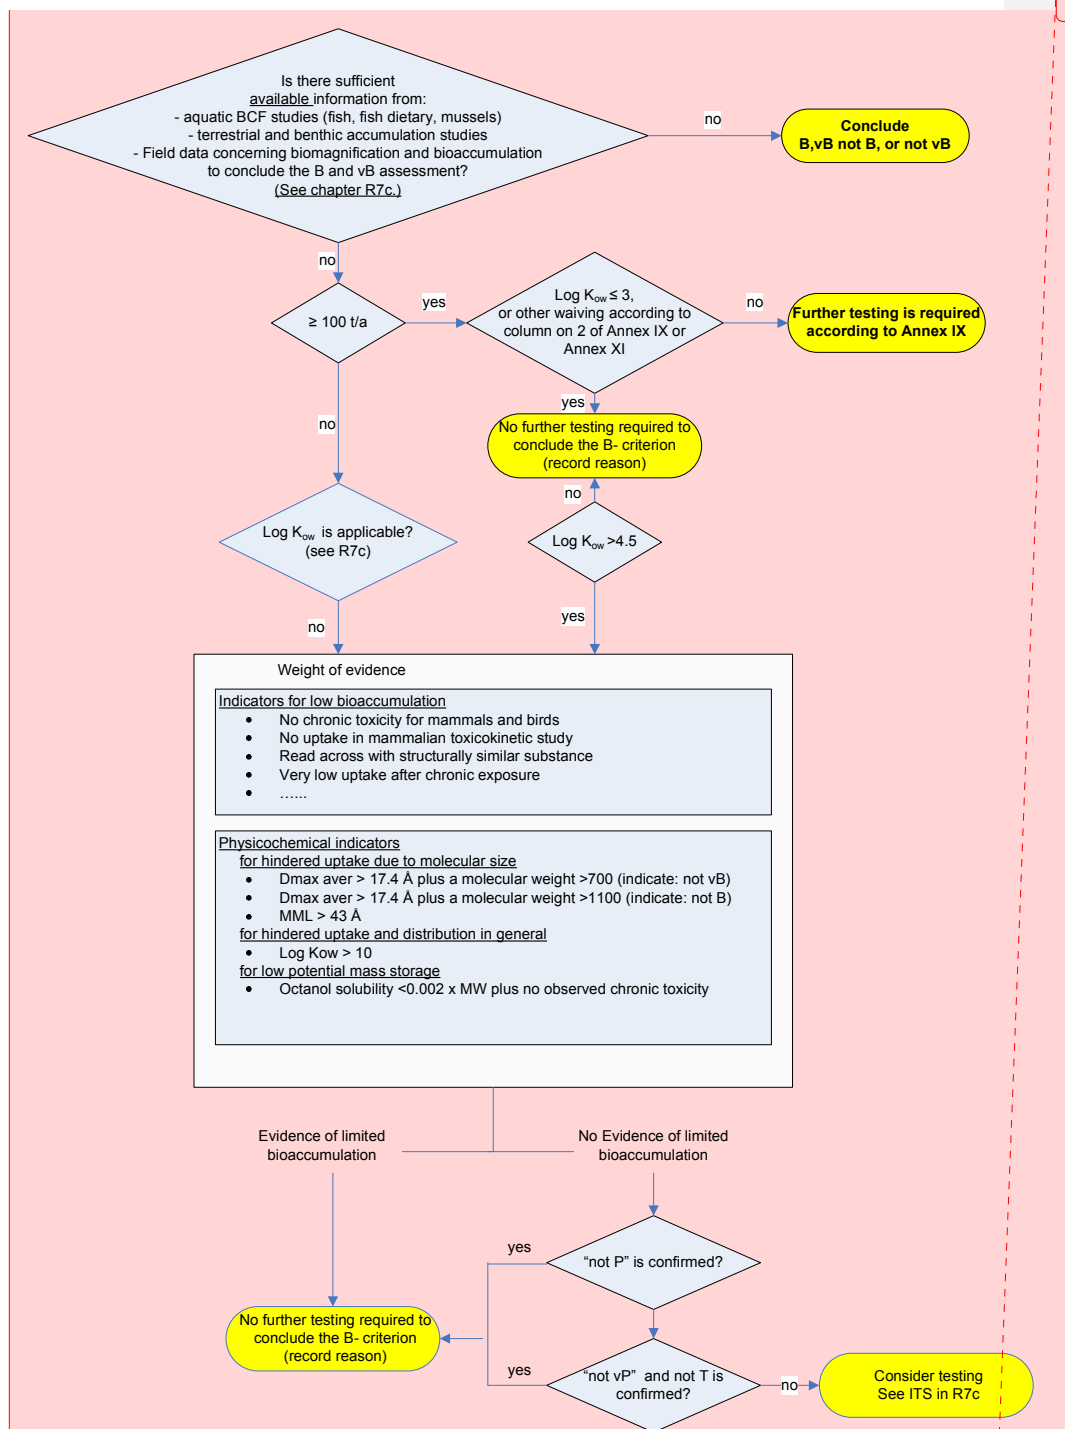 Is there sufficient
available information from:
- aquatic BCF studies (fish, fish dietary, mussels)
- terrestrial and benthic accumulation studies
- Field data concerning biomagnification and bioaccumulation
to conclude the B and vB assessment?
(See chapter R7c.)
no
Conclude
B,vB not B, or not vB
no
≥ 100 t/a
yes
Log Kow ≤ 3,
or other waiving according to
column on 2 of Annex IX or
Annex XI
no
Further testing is required
according to Annex IX
yes
No further testing required to
conclude the B- criterion
(record reason)
no
no
Log Kow is applicable?
(see R7c)
Log Kow >4.5
no
yes
Weight of evidence
Indicators for low bioaccumulation
• No chronic toxicity for mammals and birds
• No uptake in mammalian toxicokinetic study
• Read across with structurally similar substance
• Very low uptake after chronic exposure
• …...
Physicochemical indicators
for hindered uptake due to molecular size
• Dmax aver > 17.4 Å plus a molecular weight >700 (indicate: not vB)
• Dmax aver > 17.4 Å plus a molecular weight >1100 (indicate: not B)
• MML > 43 Å
for hindered uptake and distribution in general
• Log Kow > 10
for low potential mass storage
• Octanol solubility <0.002 x MW plus no observed chronic toxicity
Evidence of limited
bioaccumulation
No Evidence of limited
bioaccumulation
yes
“not P” is confirmed?
No further testing required to
conclude the B- criterion
(record reason)
yes
“not vP” and not T is
confirmed?
no
Consider testing
See ITS in R7c